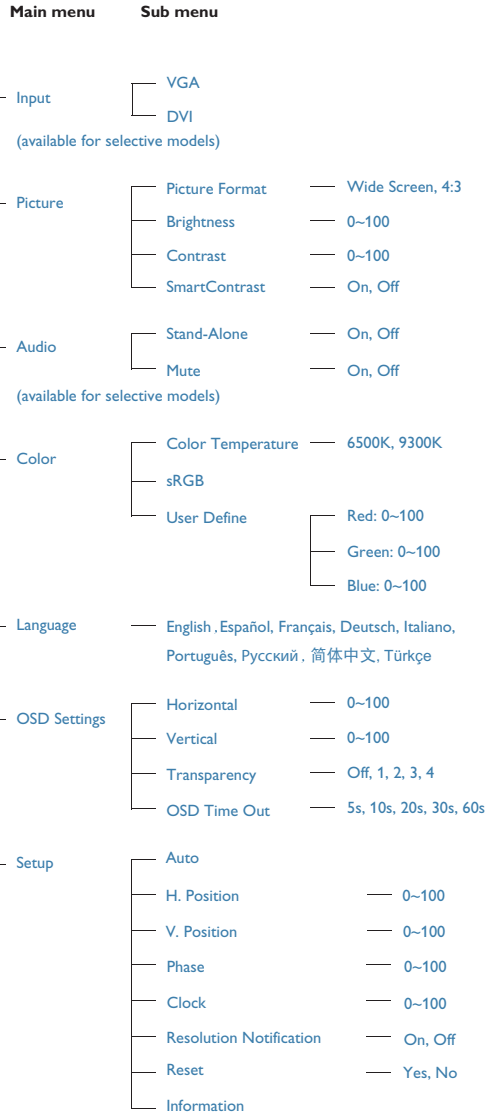 Main menu Sub menu
VGA
Input
DVI
(available for selective models)
Picture Format Wide Screen, 4:3
Picture
Brightness 0~100
Contrast 0~100
SmartContrast On, Off
Stand-Alone On, Off
Audio
Mute On, Off
(available for selective models)
Color Temperature 6500K, 9300K
Color
sRGB
User Define Red: 0~100
Green: 0~100
Blue: 0~100
Language English , Español, Français, Deutsch, Italiano,
Português, Русский , 简体中文, Türkçe
Horizontal 0~100
OSD Settings
Vertical 0~100
Transparency Off, 1, 2, 3, 4
OSD Time Out 5s, 10s, 20s, 30s, 60s
Auto
Setup
H. Position 0~100
V. Position 0~100
Phase 0~100
Clock 0~100
Resolution Notification On, Off
Reset Yes, No
Information